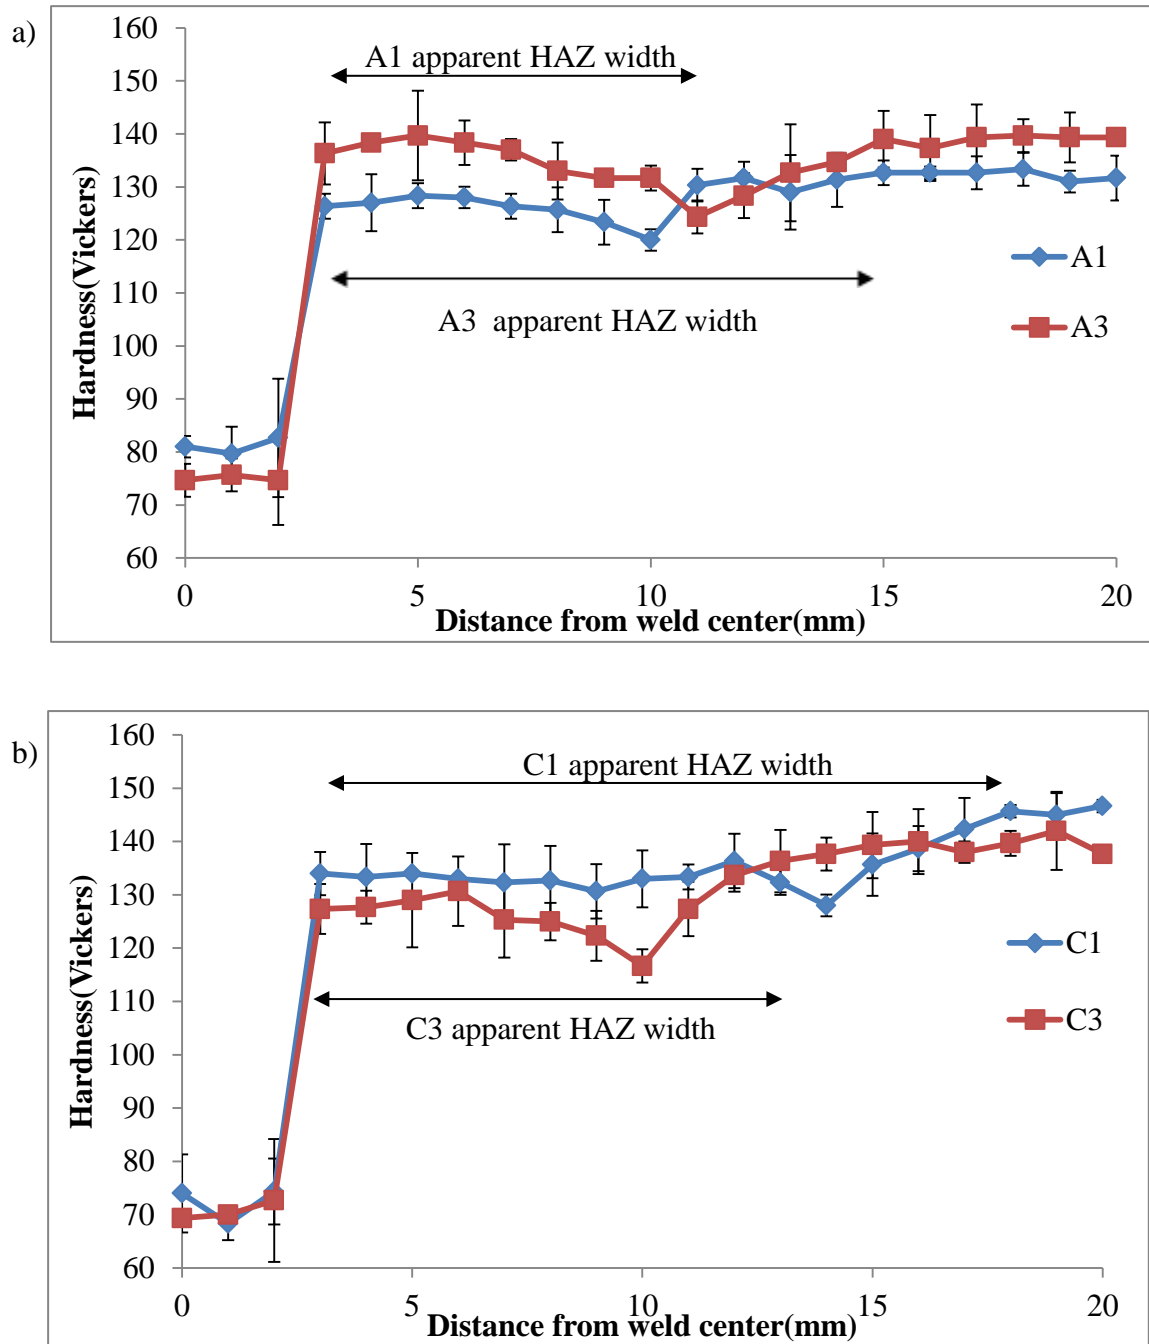 a)
160
150
140
130
120
110
100
90
80
70
60
Hardness(Vickers)
A1 apparent HAZ width
A3  apparent HAZ width
A1
A3
0
5
10
15
20
Distance from weld center(mm)
b)
160
150
140
130
120
110
100
90
80
70
60
Hardness(Vickers)
C1 apparent HAZ width
C3 apparent HAZ width
C1
C3
0
5
10
15
20
Distance from weld center(mm)